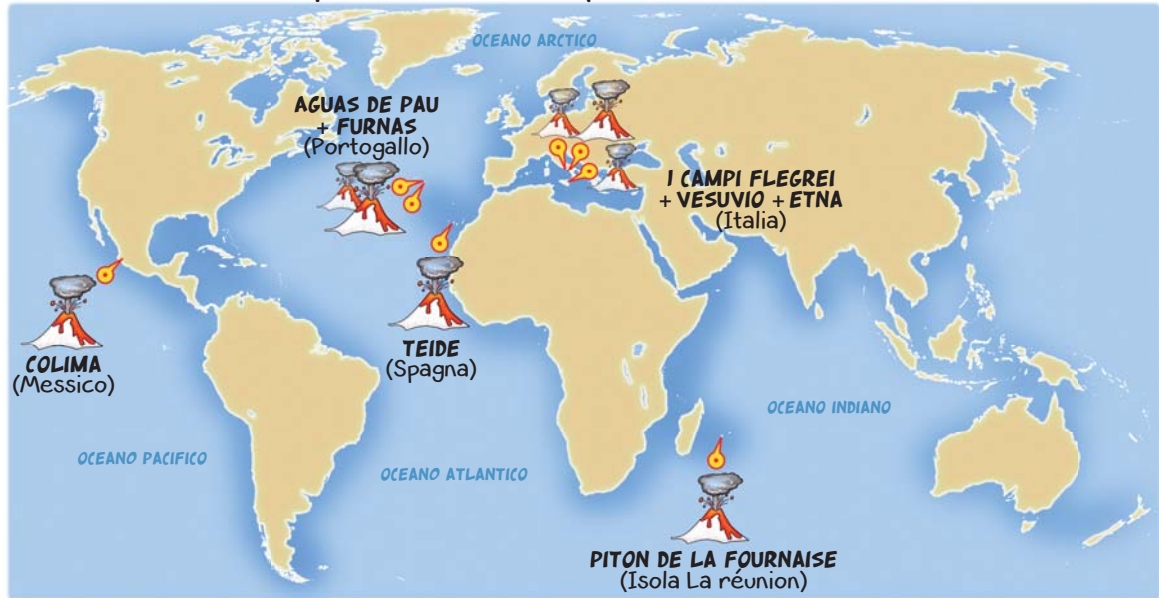 OCEANO ARCTICO
AGUAS DE PAU
+ FURNAS
(Portogallo)
I CAMPI FLEGREI
+ VESUVIO + ETNA
(Italia)
COLIMA
(Messico)
TEIDE
(Spagna)
OCEANO INDIANO
OCEANO PACIFICO
OCEANO ATLANTICO
PITON DE LA FOURNAISE
(Isola La réunion)